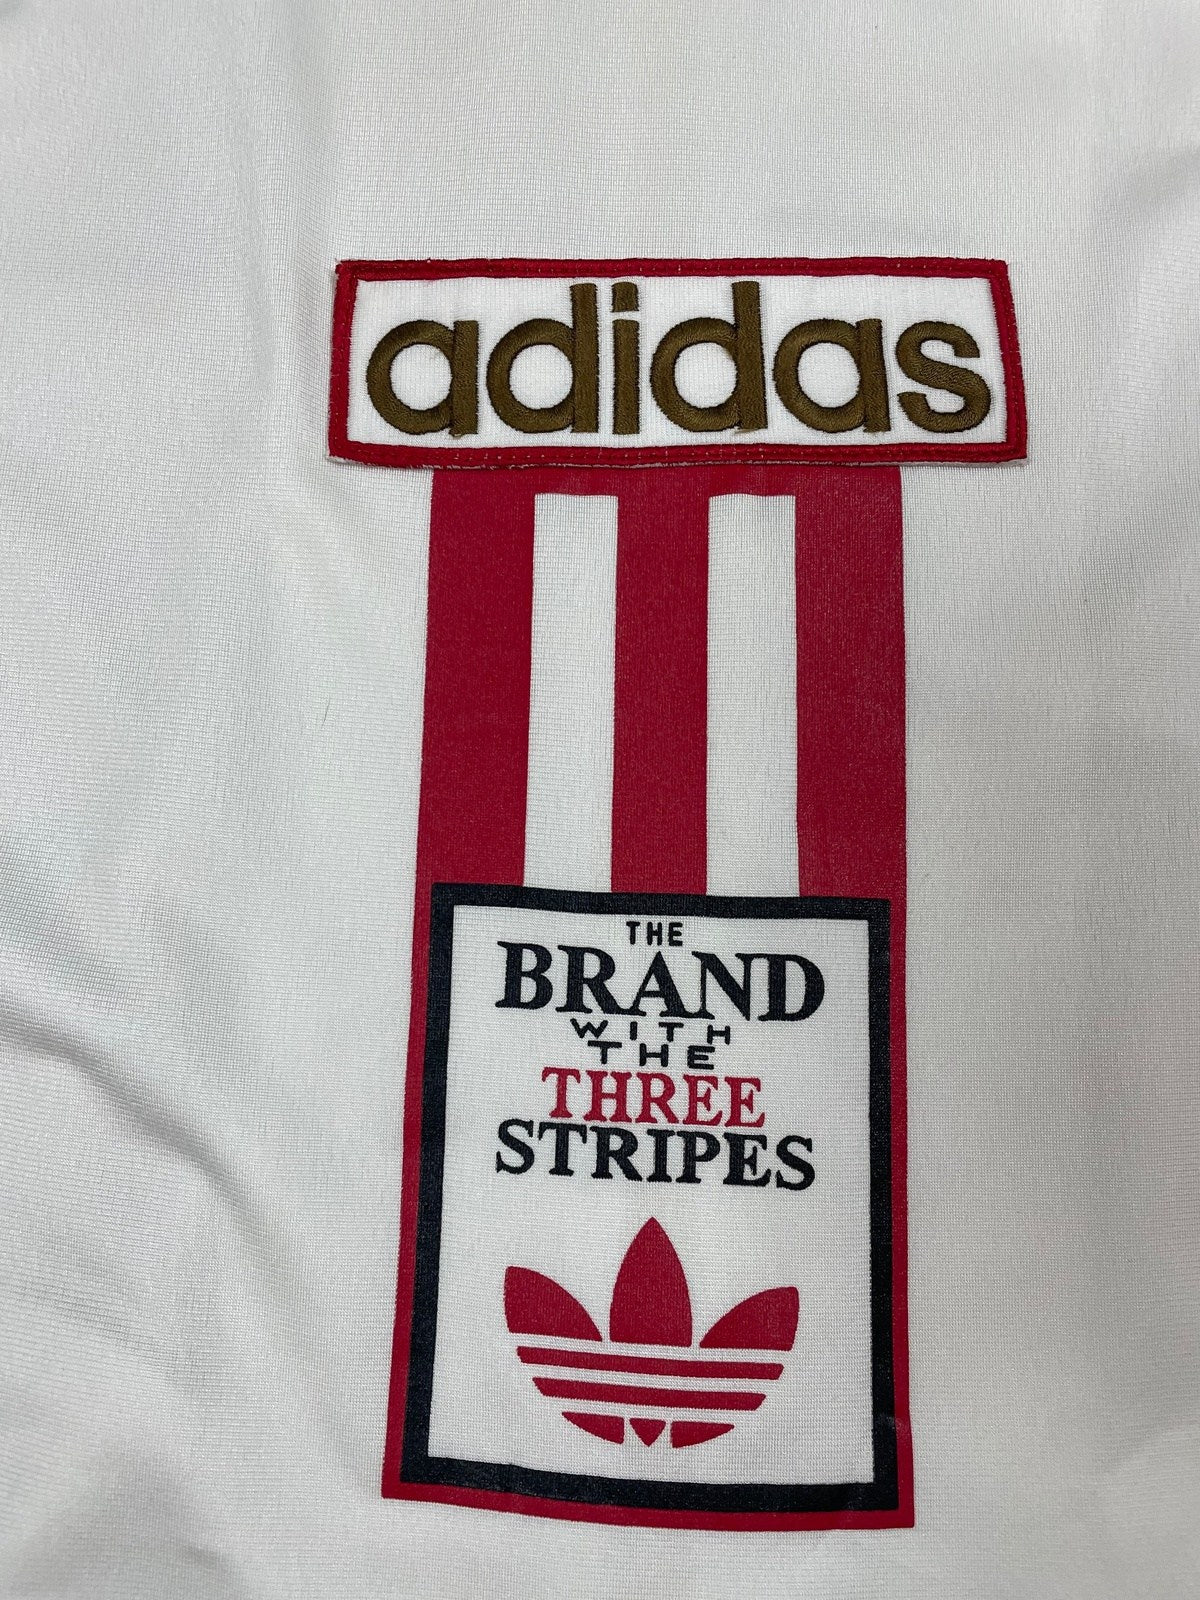 adidas
THE
BRAND
WITH
THE
THREE
STRIPES